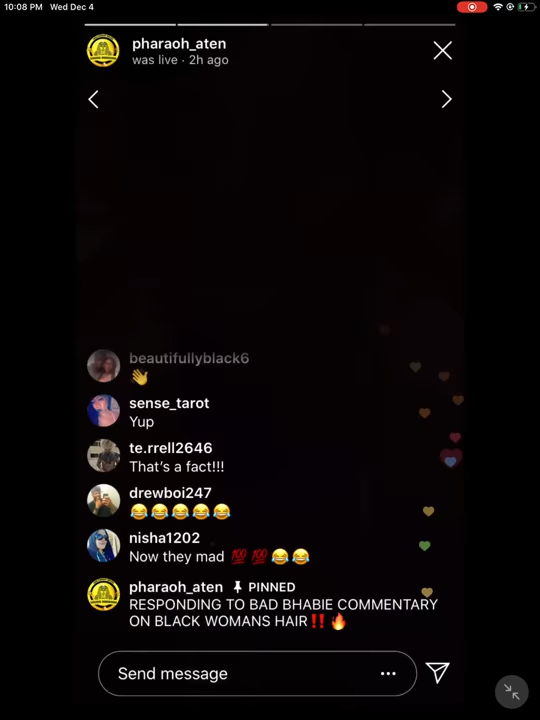 10:08 PM Wed Dec 4
pharaoh_aten
was live · 2h ago
beautifullyblack6
👋
sense_tarot
Yup
te.rrell2646
That's a fact!!!
drewboi247
😂😂😂😂😂
nisha1202
Now they mad 💯💯😂😂
pharaoh_aten 📌 PINNED
RESPONDING TO BAD BHABIE COMMENTARY
ON BLACK WOMANS HAIR‼️🔥
Send message